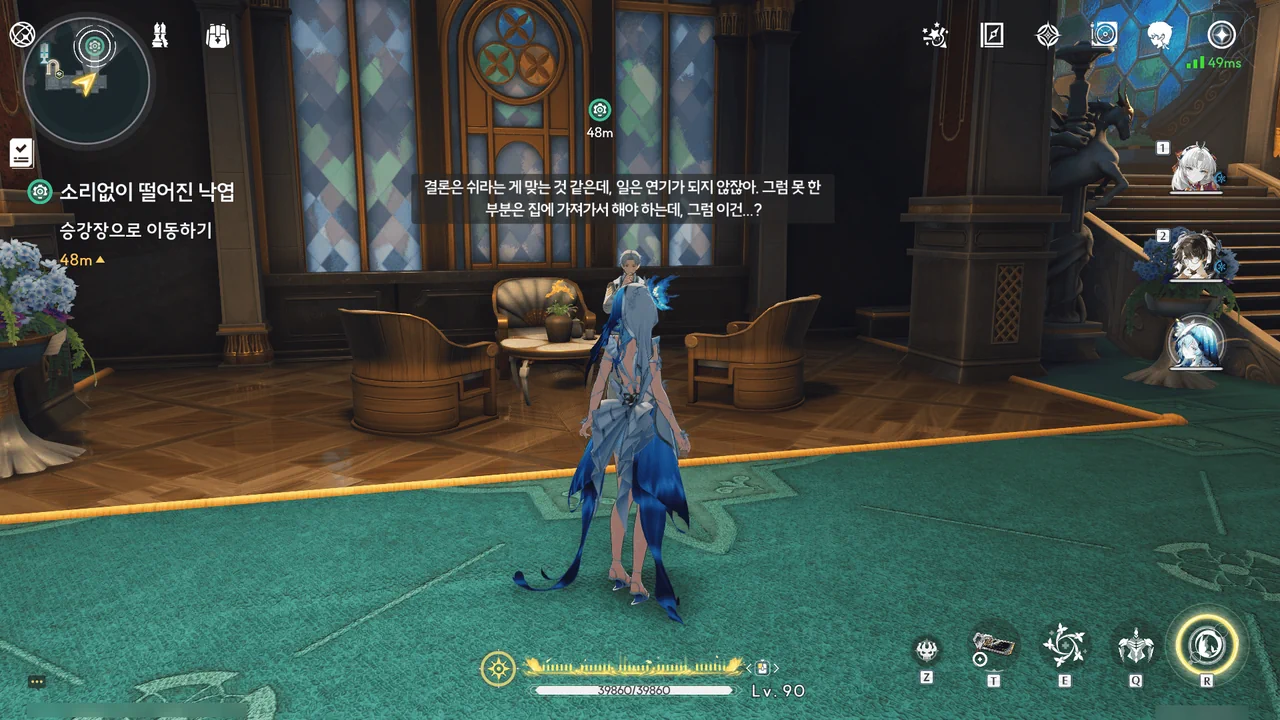 49ms
48m
소리없이 떨어진 낙엽
승강장으로 이동하기
48m
결론은 쉬라는 게 맞는 것 같은데, 일은 연기가 되지 않잖아. 그럼 못 한
부분은 집에 가져가서 해야 하는데, 그럼 이건...?
1
2
39860/39860
Lv. 90
Z
T
E
Q
R